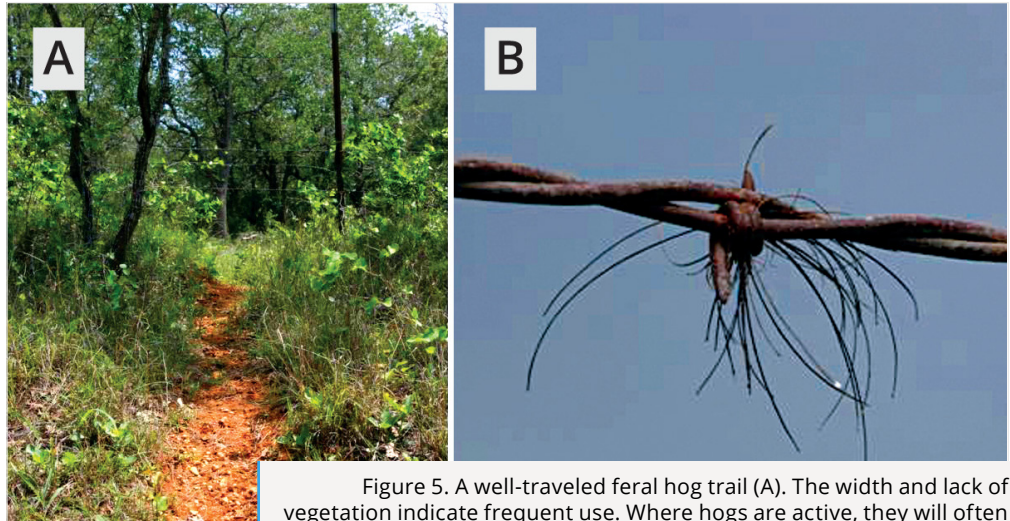 A
B
Figure 5. A well-traveled feral hog trail (A). The width and lack of
vegetation indicate frequent use. Where hogs are active, they will often